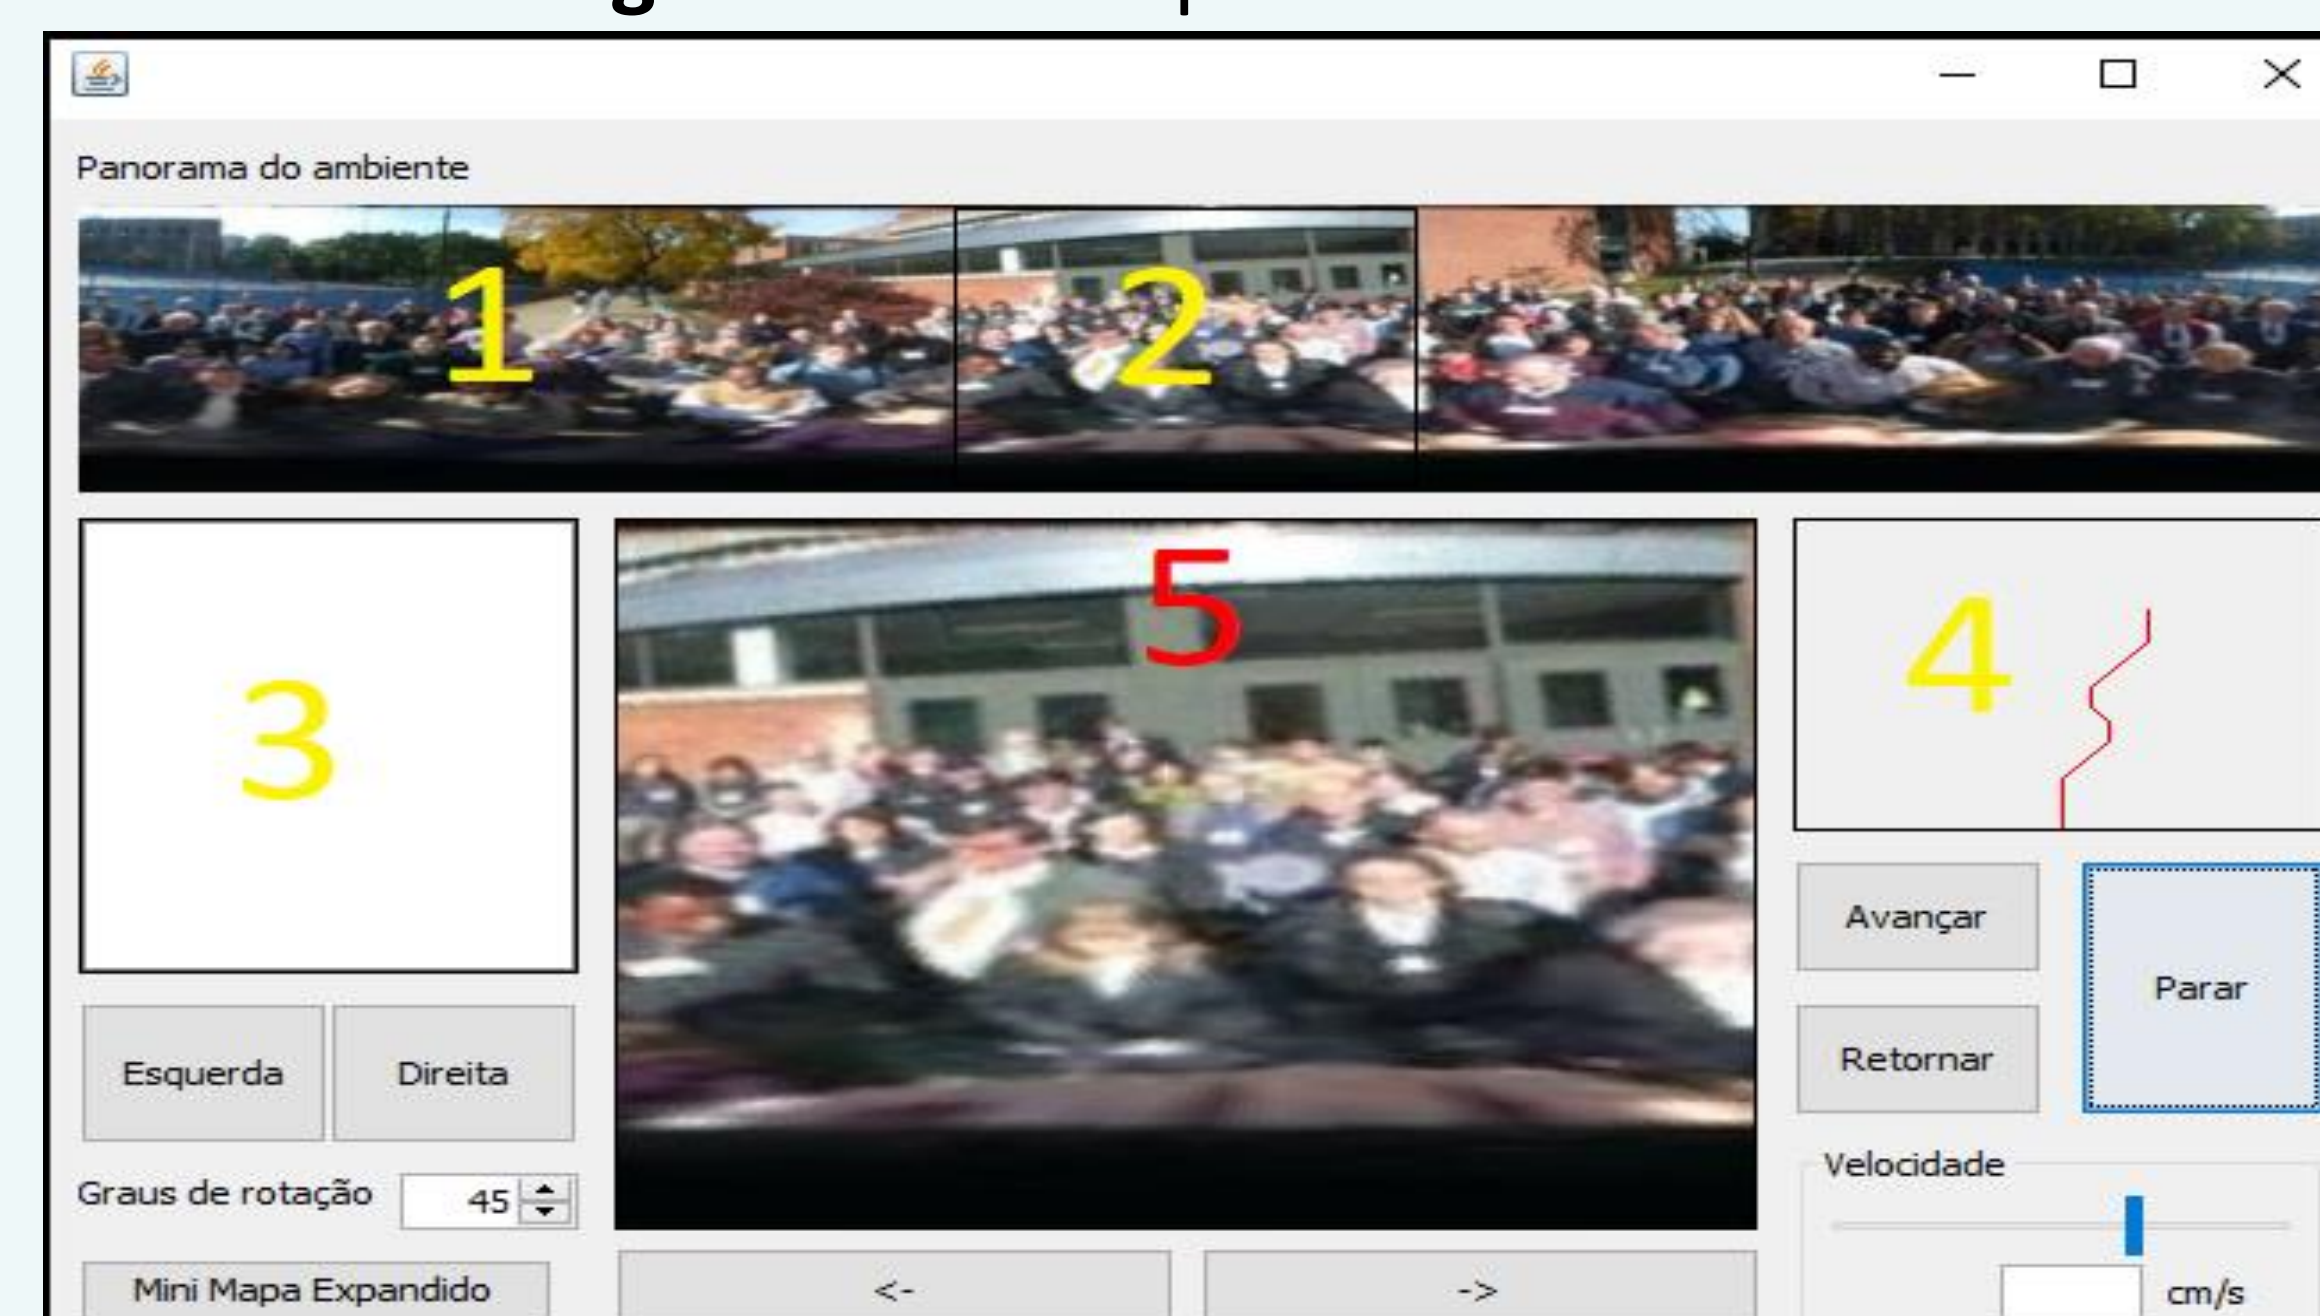 Panorama do ambiente
1
2
3
5
4
Avançar
Parar
Retornar
Esquerda
Direita
Velocidade
Graus de rotação 45
Mini Mapa Expandido
<-
->
cm/s